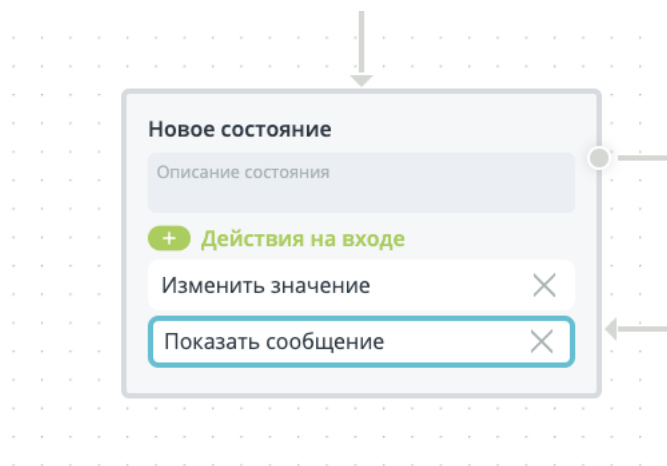 Новое состояние
Описание состояния
+ Действия на входе
Изменить значение
Показать сообщение